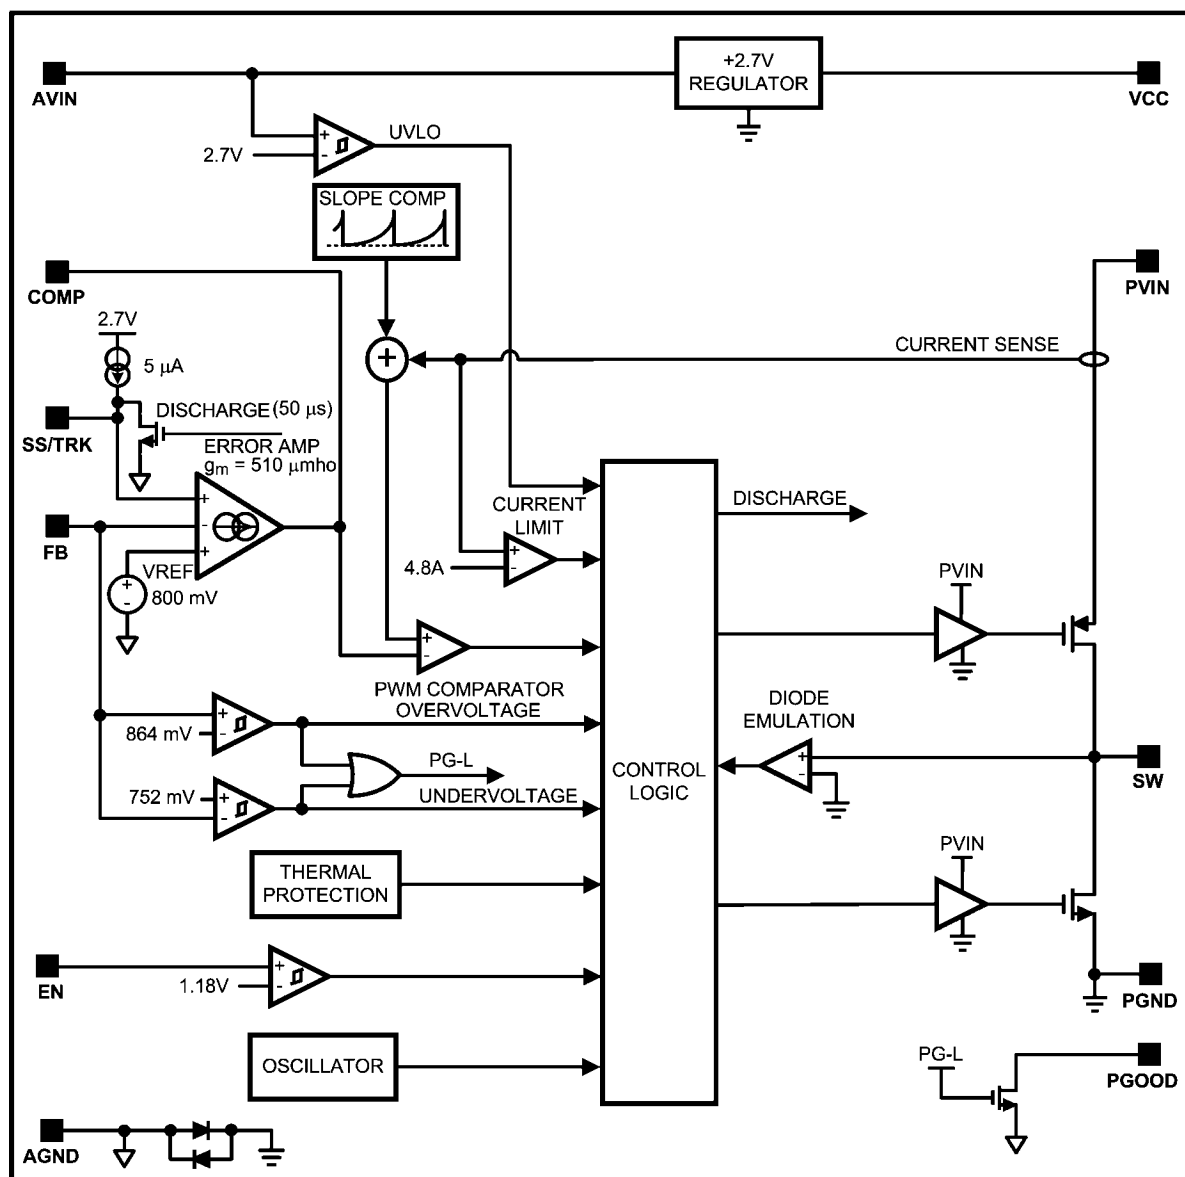 +2.7V
REGULATOR
AVIN
VCC
UVLO
+
-
2.7V
SLOPE COMP
COMP
PVIN
2.7V
5 μA
+
CURRENT SENSE
DISCHARGE (50 μs)
SS/TRK
ERROR AMP
gm = 510 μmho
+
-
+
FB
VREF
+
-
800 mV
CURRENT
LIMIT
+
-
4.8A
DISCHARGE
PVIN
+
-
PWM COMPARATOR
OVERVOLTAGE
+
-
864 mV
PG-L
752 mV
+
-
UNDERVOLTAGE
CONTROL
LOGIC
DIODE
EMULATION
+
-
SW
THERMAL
PROTECTION
PVIN
EN
+
-
1.18V
PGND
OSCILLATOR
PG-L
PGOOD
AGND